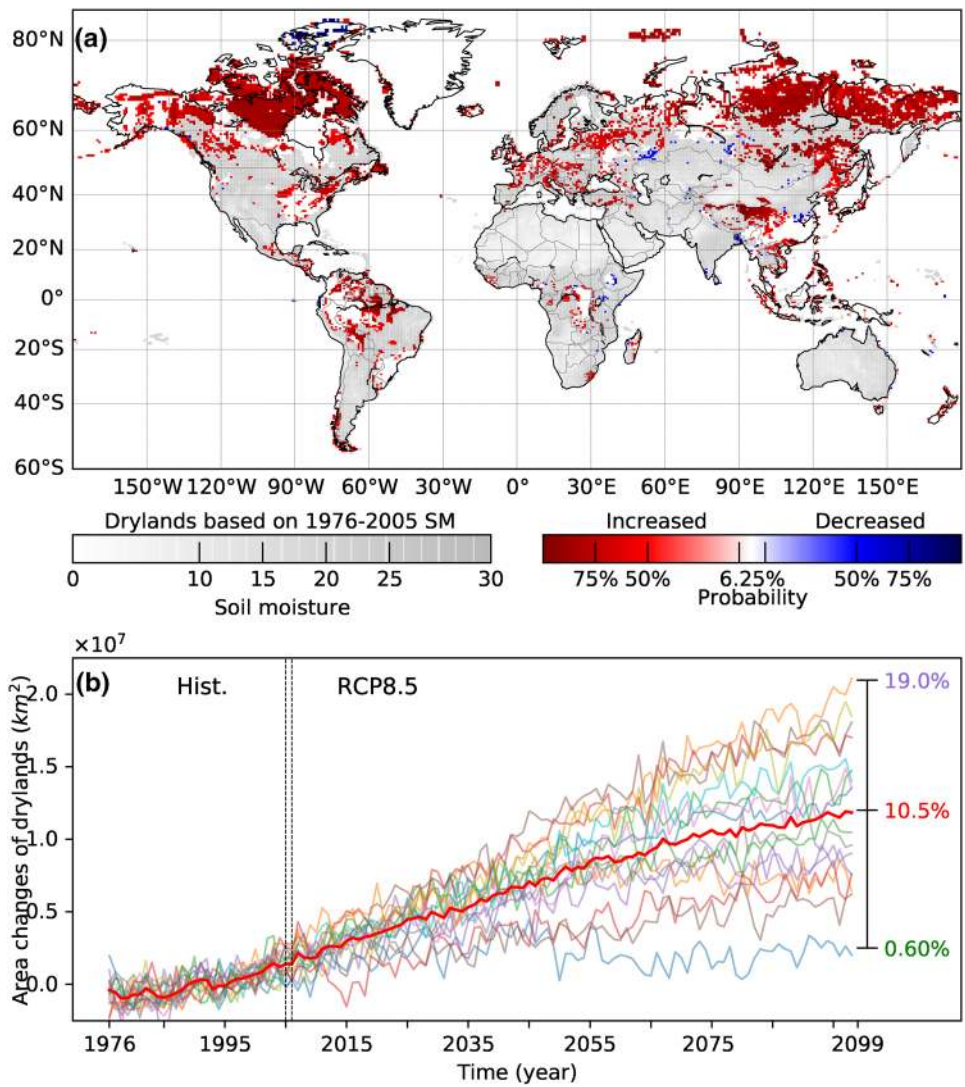 (a)
80°N
60°N
40°N
20°N
0°
20°S
40°S
60°S
150°W 120°W 90°W 60°W 30°W 0° 30°E 60°E 90°E 120°E 150°E
Drylands based on 1976-2005 SM
0 10 15 20 25 30
Soil moisture
Increased Decreased
75% 50% 6.25% 50% 75%
Probability
×10⁷
(b) Hist. RCP8.5
Area changes of drylands (km²)
2.0
1.5
1.0
0.5
0.0
19.0%
10.5%
0.60%
1976 1995 2015 2035 2055 2075 2099
Time (year)